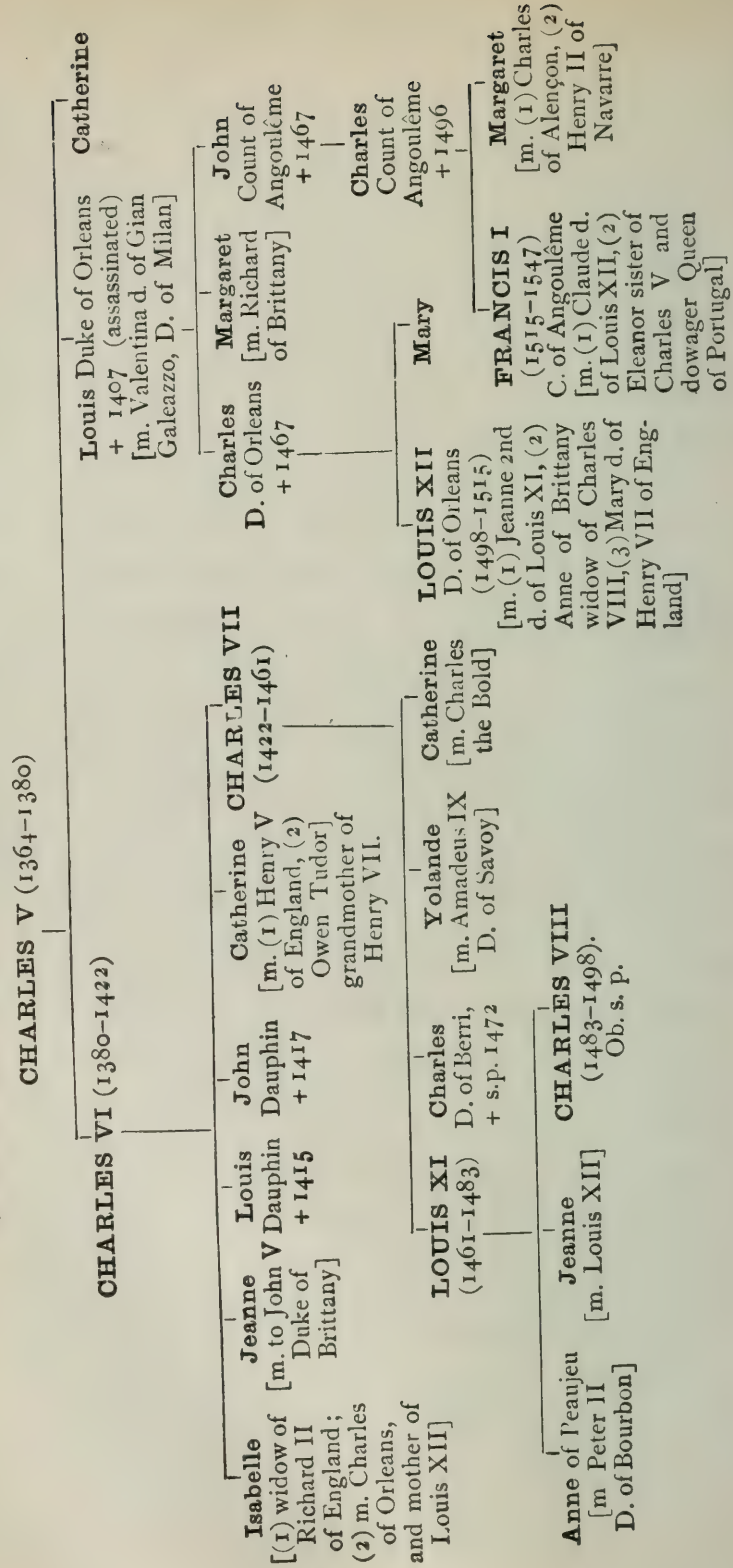 CHARLES V (1364–1380)
CHARLES VI (1380–1422)
Louis Duke of Orleans
+ 1407 (assassinated)
[m. Valentina d. of Gian
Galeazzo, D. of Milan]
Catherine
Isabelle
[(1) widow of
Richard II
of England;
(2) m. Charles
of Orleans,
and mother of
Louis XII]
Jeanne
[m. to John V
Duke of
Brittany]
Louis
Dauphin
+ 1415
John
Dauphin
+ 1417
Catherine
[m. (1) Henry V
of England, (2)
Owen Tudor]
grandmother of
Henry VII.
CHARLES VII
(1422–1461)
Charles
D. of Orleans
+ 1467
Margaret
[m. Richard
of Brittany]
John
Count of
Angoulême
+ 1467
LOUIS XI
(1461–1483)
Charles
D. of Berri,
+ s.p. 1472
Yolande
[m. Amadeus IX
D. of Savoy]
Catherine
[m. Charles
the Bold]
LOUIS XII
D. of Orleans
(1498–1515)
[m. (1) Jeanne 2nd
d. of Louis XI, (2)
Anne of Brittany
widow of Charles
VIII, (3) Mary d. of
Henry VII of Eng-
land]
Mary
Charles
Count of
Angoulême
+ 1496
Anne of Peaujeu
[m Peter II
D. of Bourbon]
Jeanne
[m. Louis XII]
CHARLES VIII
(1483–1498).
Ob. s. p.
FRANCIS I
(1515–1547)
C. of Angoulême
[m. (1) Claude d.
of Louis XII, (2)
Eleanor sister of
Charles V and
dowager Queen
of Portugal]
Margaret
[m. (1) Charles
of Alençon, (2)
Henry II of
Navarre]